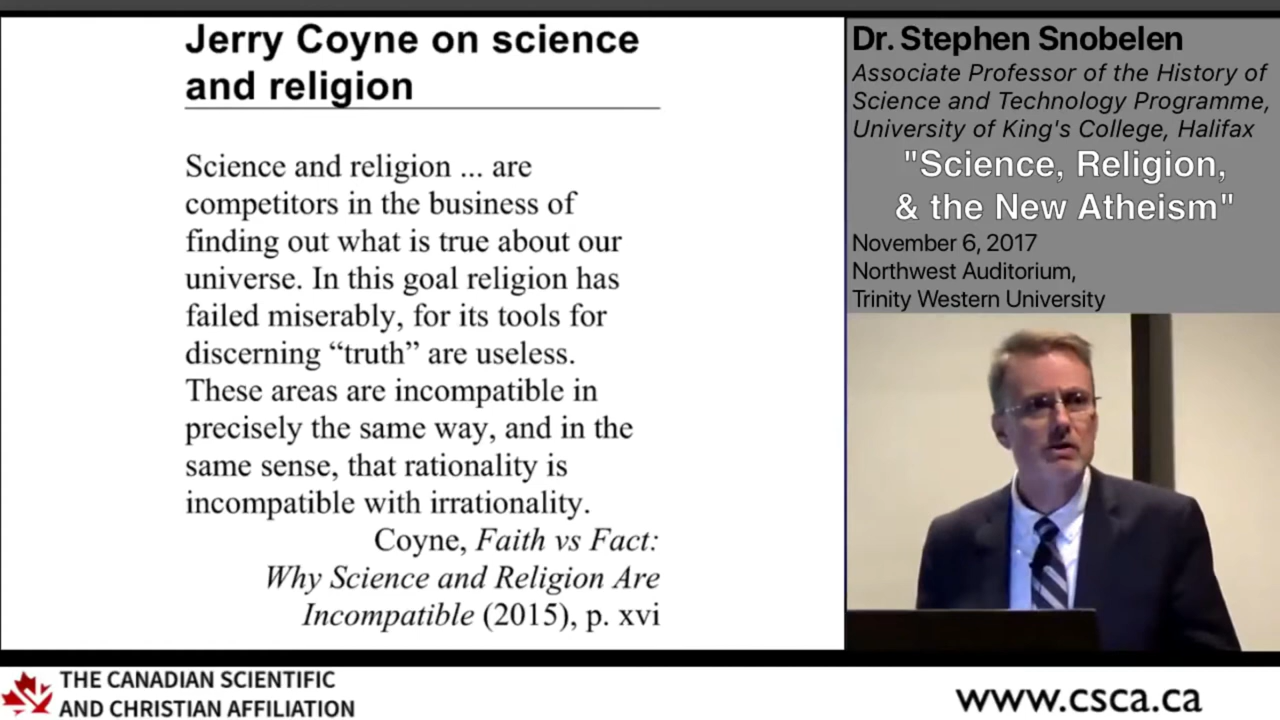 Jerry Coyne on science
and religion
Science and religion ... are
competitors in the business of
finding out what is true about our
universe. In this goal religion has
failed miserably, for its tools for
discerning “truth” are useless.
These areas are incompatible in
precisely the same way, and in the
same sense, that rationality is
incompatible with irrationality.
Coyne, Faith vs Fact:
Why Science and Religion Are
Incompatible (2015), p. xvi
Dr. Stephen Snobelen
Associate Professor of the History of
Science and Technology Programme,
University of King's College, Halifax
"Science, Religion,
& the New Atheism"
November 6, 2017
Northwest Auditorium,
Trinity Western University
THE CANADIAN SCIENTIFIC
AND CHRISTIAN AFFILIATION
www.csca.ca